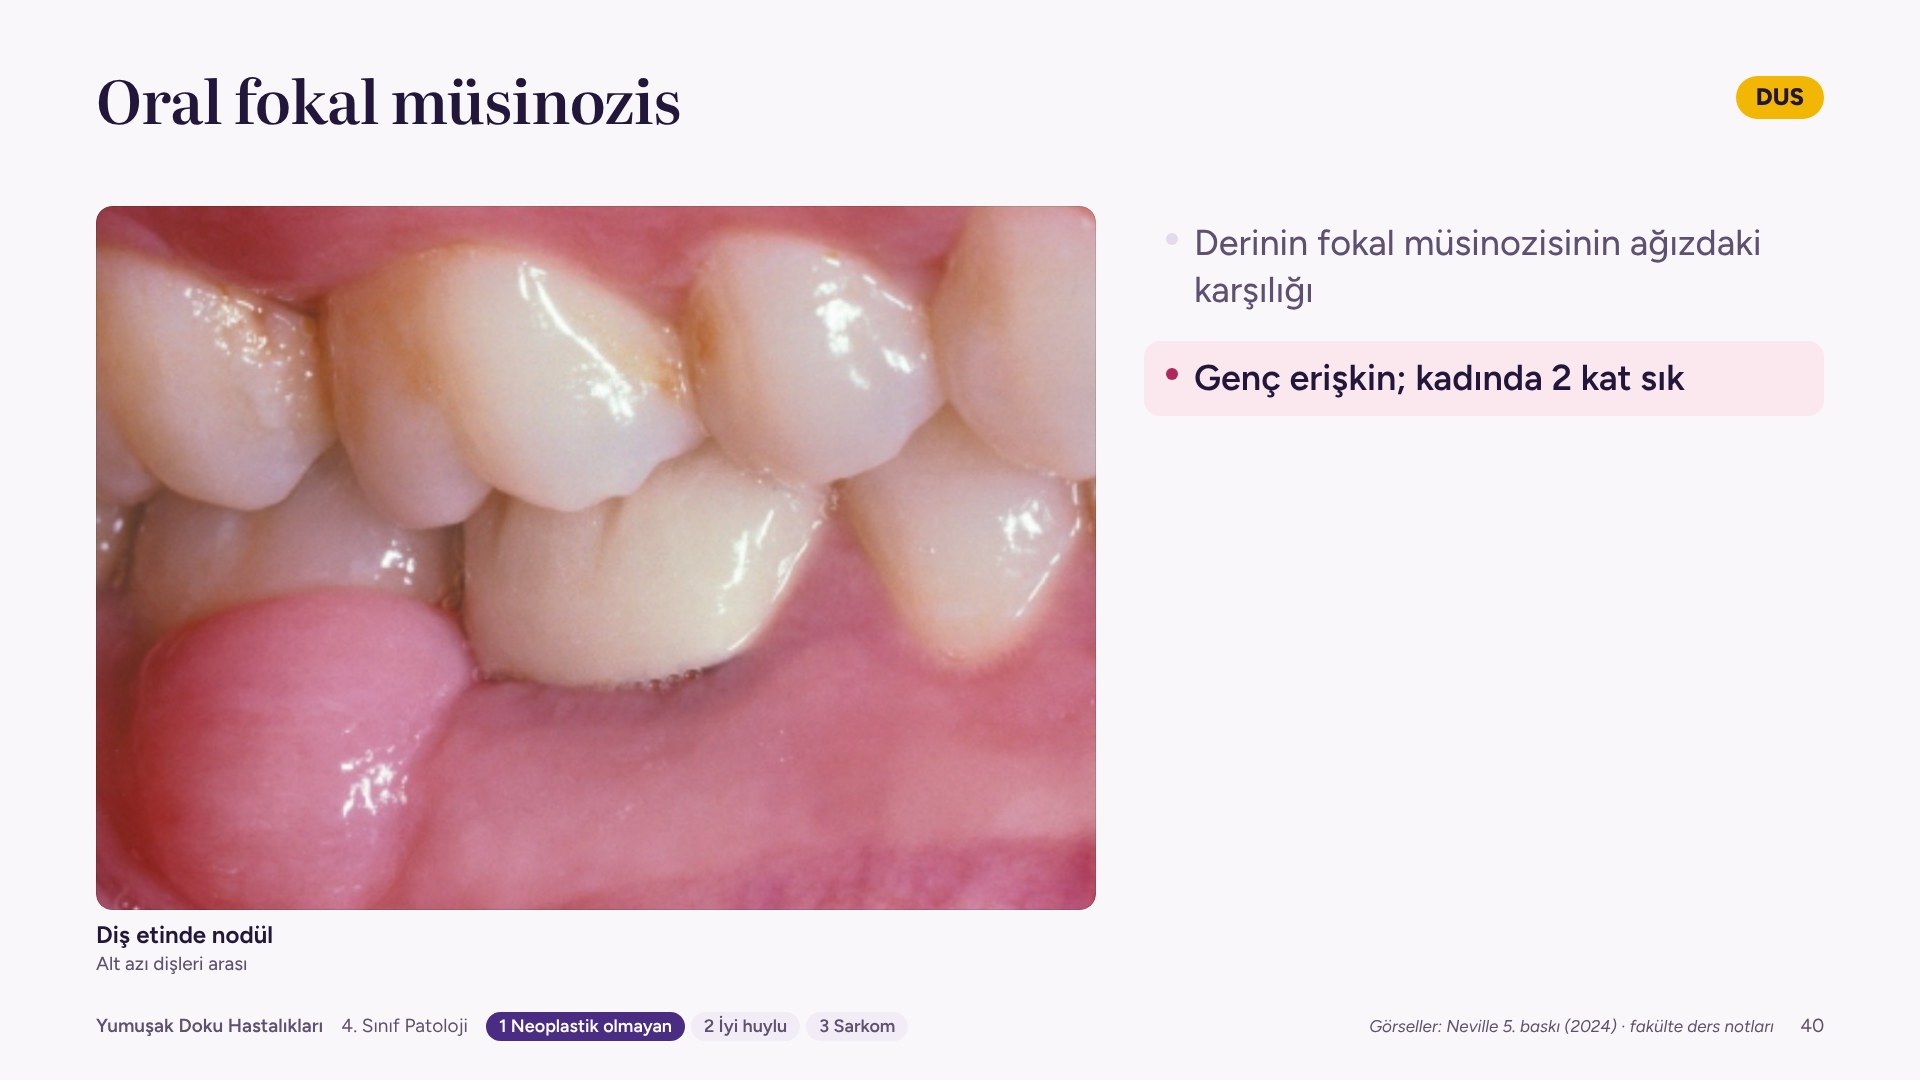 Oral fokal müsinozis
DUS
Derinin fokal müsinozisinin ağızdaki
karşılığı
Genç erişkin; kadında 2 kat sık
Diş etinde nodül
Alt azı dişleri arası
Yumuşak Doku Hastalıkları 4. Sınıf Patoloji 1 Neoplastik olmayan 2 İyi huylu 3 Sarkom
Görseller: Neville 5. baskı (2024) · fakülte ders notları 40